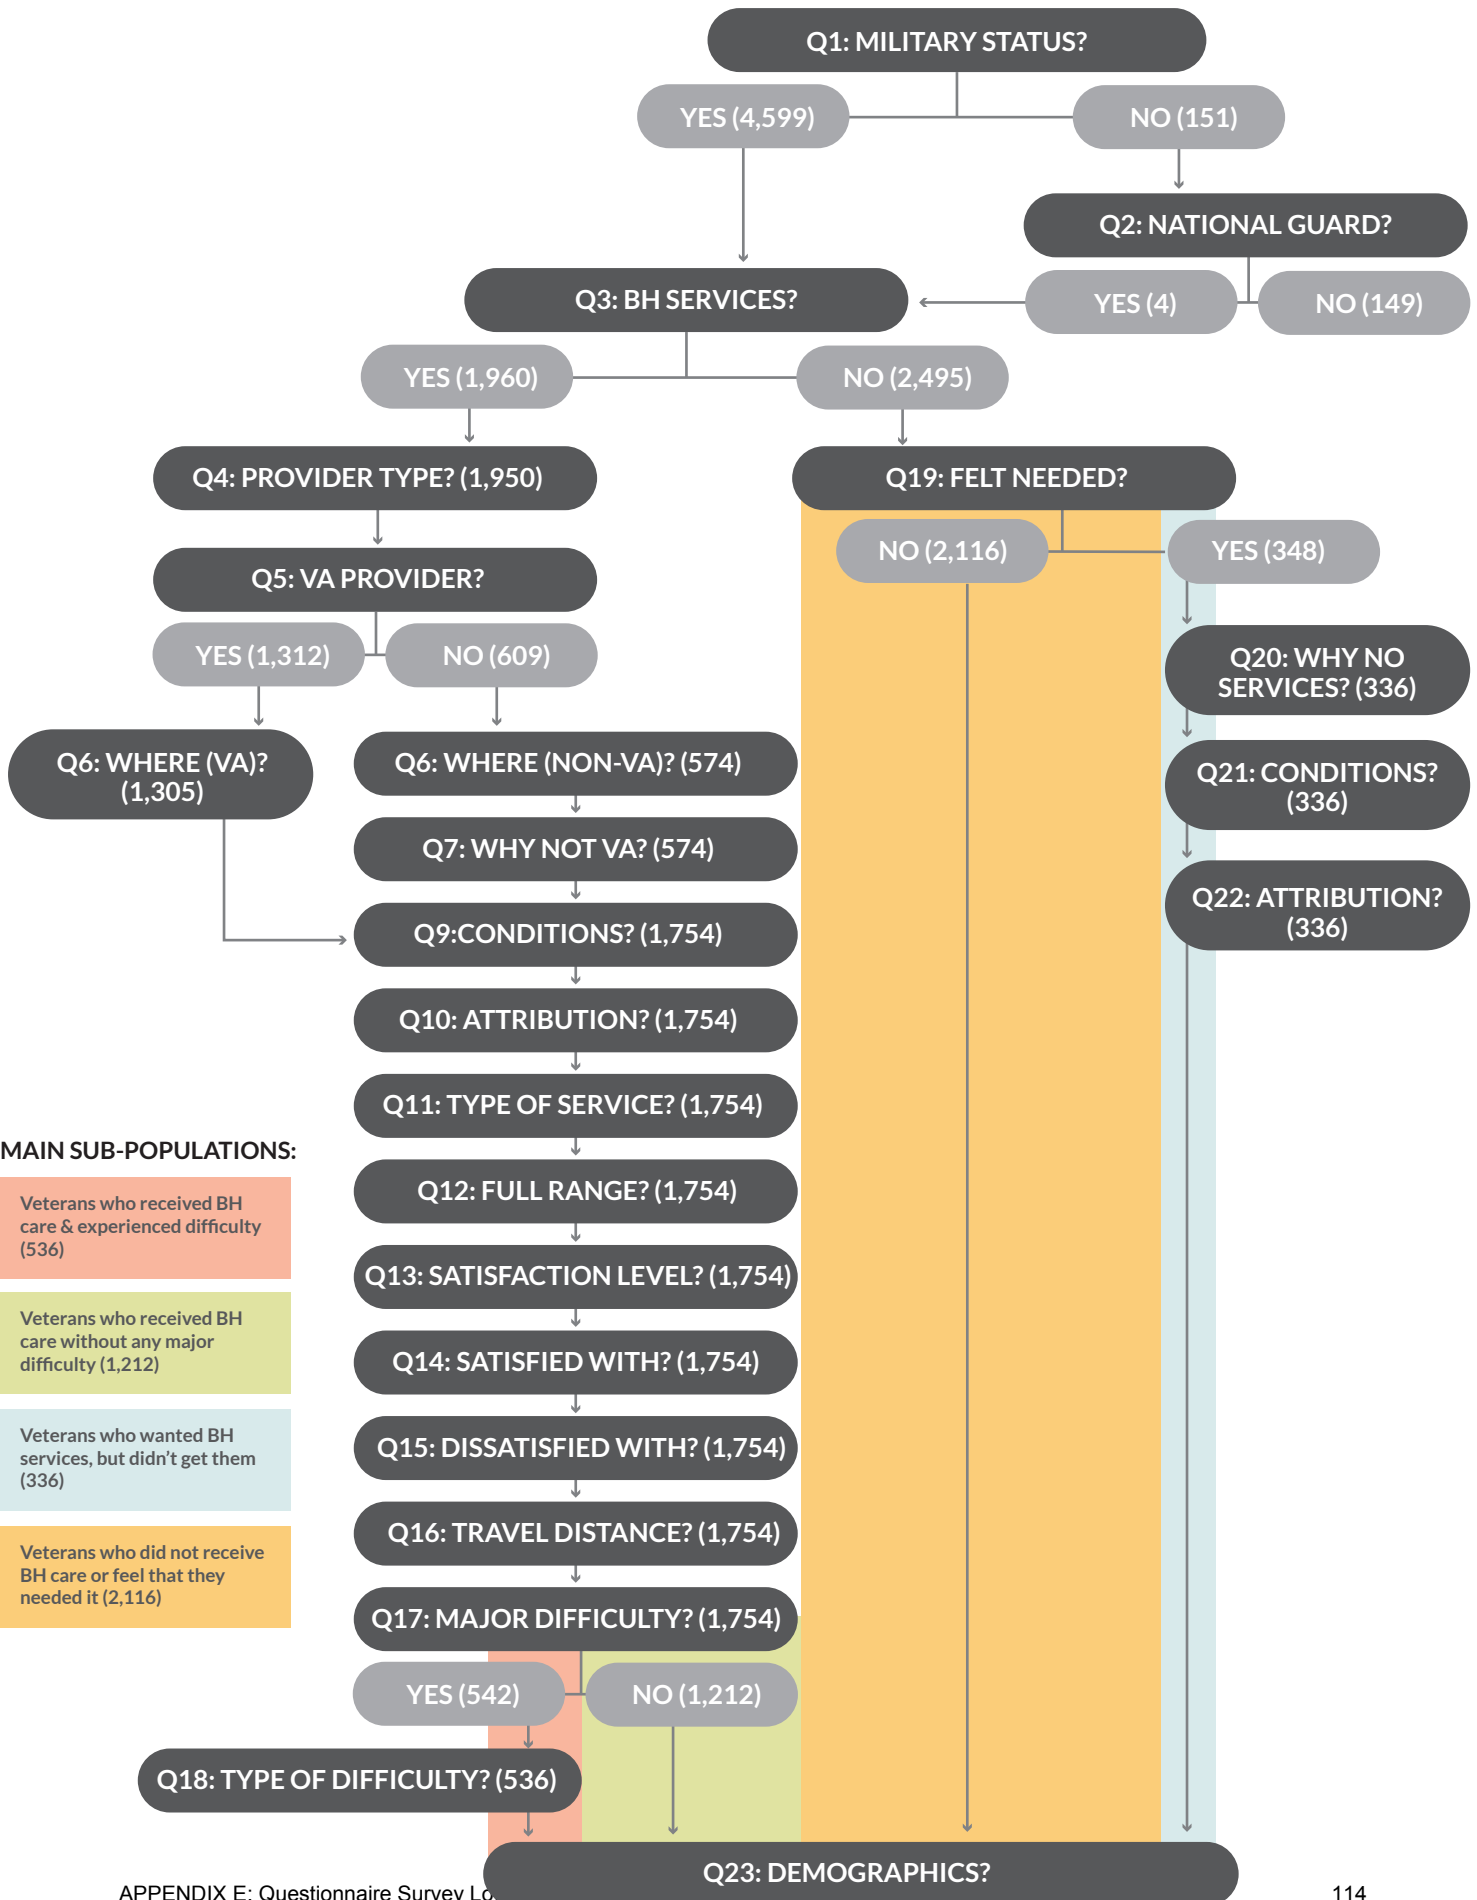 Q1: MILITARY STATUS?
YES (4,599)
NO (151)
Q2: NATIONAL GUARD?
Q3: BH SERVICES?
YES (4)
NO (149)
YES (1,960)
NO (2,495)
Q4: PROVIDER TYPE? (1,950)
Q19: FELT NEEDED?
NO (2,116)
YES (348)
Q5: VA PROVIDER?
YES (1,312)
NO (609)
Q20: WHY NO
SERVICES? (336)
Q6: WHERE (VA)?
(1,305)
Q6: WHERE (NON-VA)? (574)
Q21: CONDITIONS?
(336)
Q7: WHY NOT VA? (574)
Q22: ATTRIBUTION?
(336)
Q9:CONDITIONS? (1,754)
Q10: ATTRIBUTION? (1,754)
Q11: TYPE OF SERVICE? (1,754)
Q12: FULL RANGE? (1,754)
Q13: SATISFACTION LEVEL? (1,754)
Q14: SATISFIED WITH? (1,754)
Q15: DISSATISFIED WITH? (1,754)
Q16: TRAVEL DISTANCE? (1,754)
Q17: MAJOR DIFFICULTY? (1,754)
YES (542)
NO (1,212)
Q18: TYPE OF DIFFICULTY? (536)
Q23: DEMOGRAPHICS?
MAIN SUB-POPULATIONS:
Veterans who received BH
care & experienced difficulty
(536)
Veterans who received BH
care without any major
difficulty (1,212)
Veterans who wanted BH
services, but didn't get them
(336)
Veterans who did not receive
BH care or feel that they
needed it (2,116)
APPENDIX E: Questionnaire Survey
114